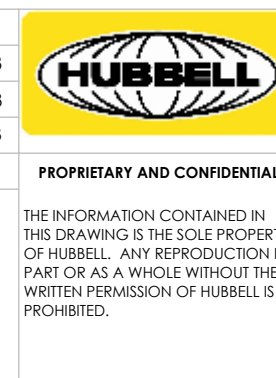 HUBBELL
PROPRIETARY AND CONFIDENTIAL
THE INFORMATION CONTAINED IN
THIS DRAWING IS THE SOLE PROPERT
OF HUBBELL. ANY REPRODUCTION
PART OR AS A WHOLE WITHOUT THE
WRITTEN PERMISSION OF HUBBELL IS
PROHIBITED.